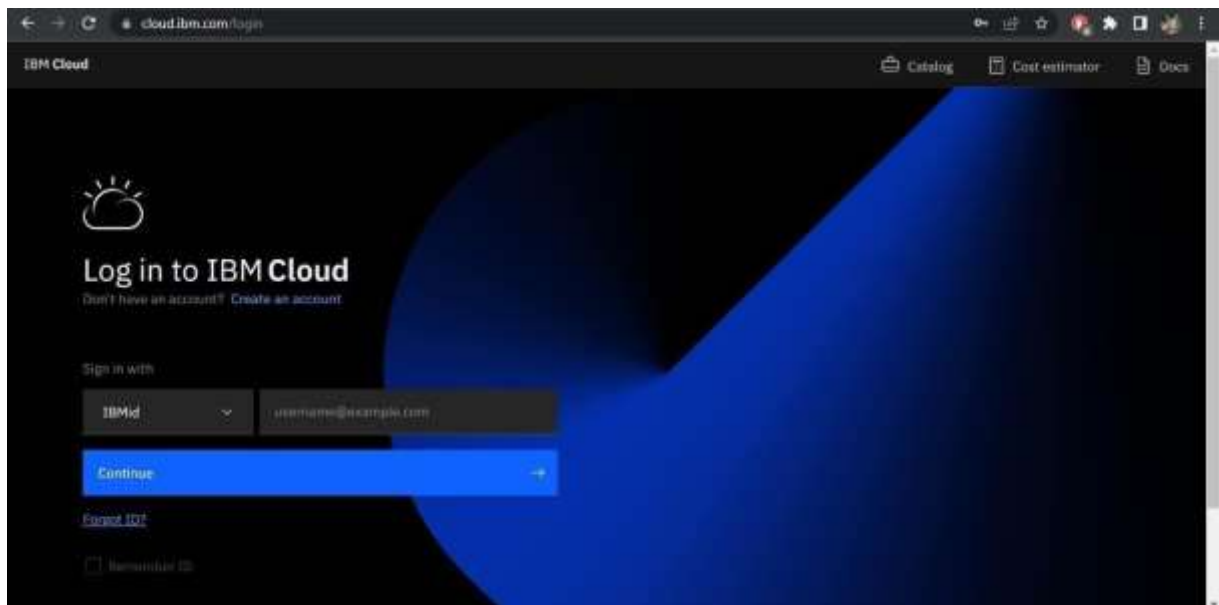 cloud.ibm.com/login
IBM Cloud
Catalog
Cost estimator
Docs
Log in to IBM Cloud
Don't have an account? Create an account
Sign in with
IBMid
username@example.com
Continue
Forgot ID?
Remember ID